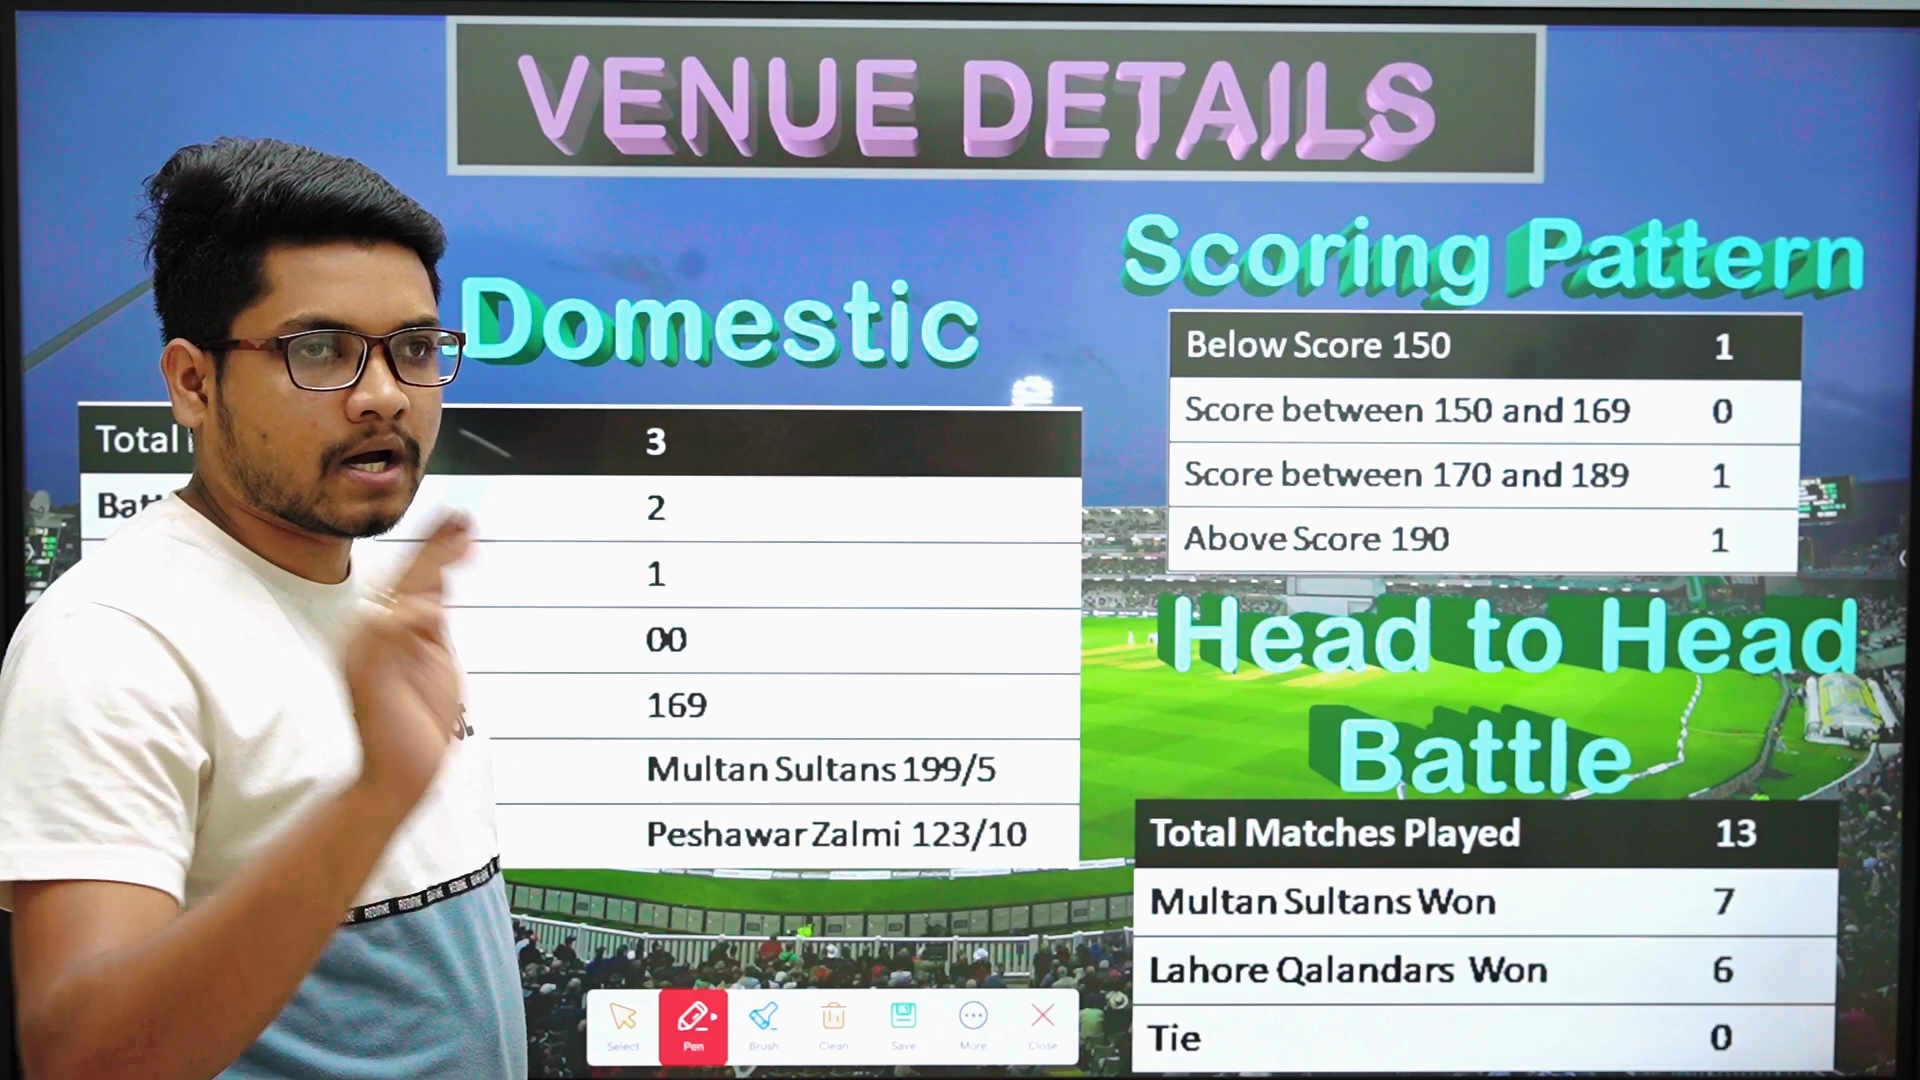 VENUE DETAILS
Domestic
Total 3
2
1
00
169
Multan Sultans 199/5
Peshawar Zalmi 123/10
Scoring Pattern
Below Score 150 1
Score between 150 and 169 0
Score between 170 and 189 1
Above Score 190 1
Head to Head
Battle
Total Matches Played 13
Multan Sultans Won 7
Lahore Qalandars Won 6
Tie 0
Select Pen Brush Clean Save More Close